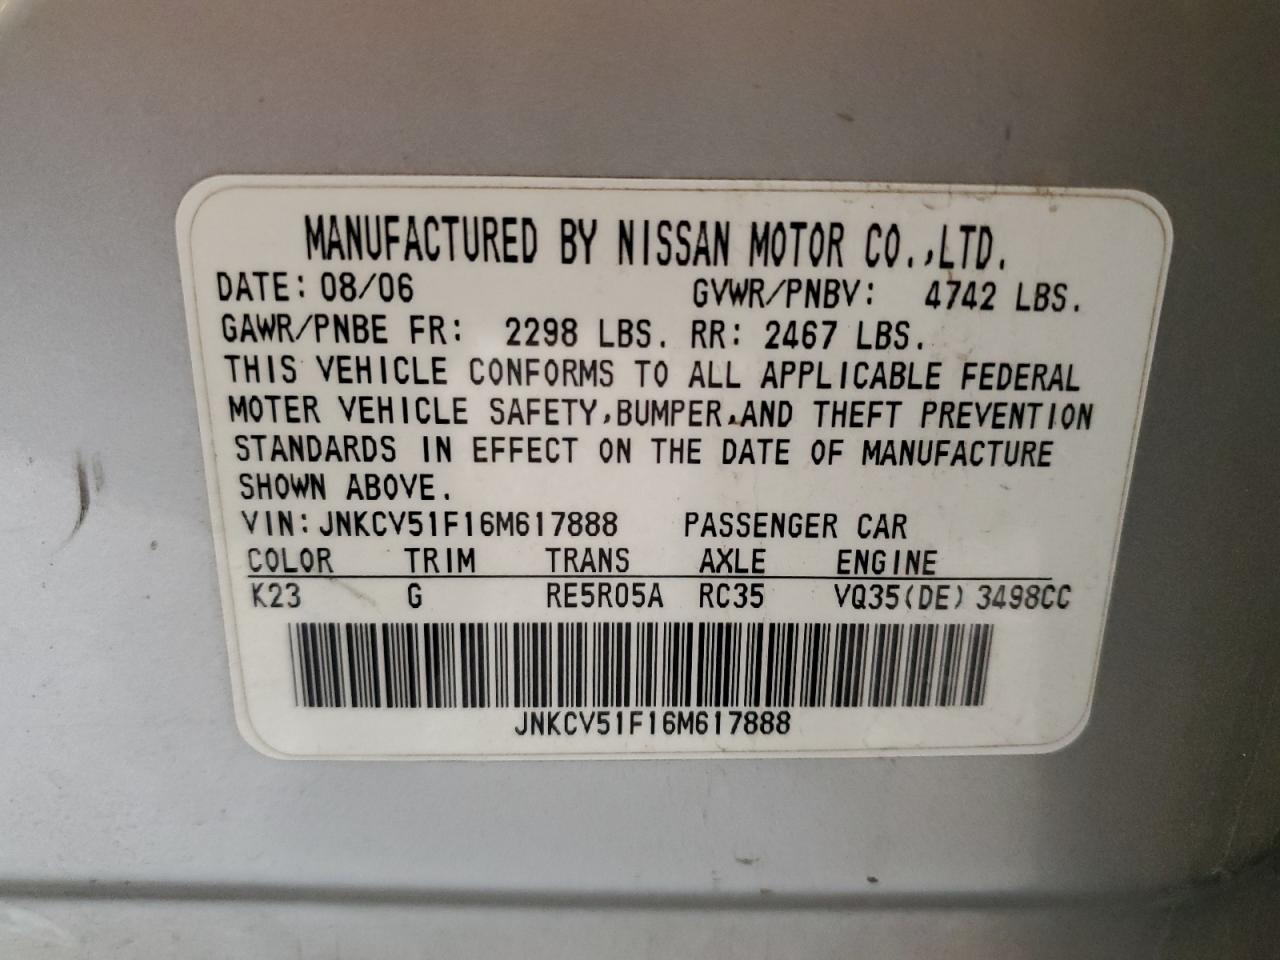 MANUFACTURED BY NISSAN MOTOR CO.,LTD.
DATE: 08/06 GVWR/PNBV: 4742 LBS.
GAWR/PNBE FR: 2298 LBS. RR: 2467 LBS.
THIS VEHICLE CONFORMS TO ALL APPLICABLE FEDERAL
MOTER VEHICLE SAFETY,BUMPER,AND THEFT PREVENTION
STANDARDS IN EFFECT ON THE DATE OF MANUFACTURE
SHOWN ABOVE.
VIN: JNKCV51F16M617888 PASSENGER CAR
COLOR TRIM TRANS AXLE ENGINE
K23 G RE5R05A RC35 VQ35(DE) 3498CC
JNKCV51F16M617888